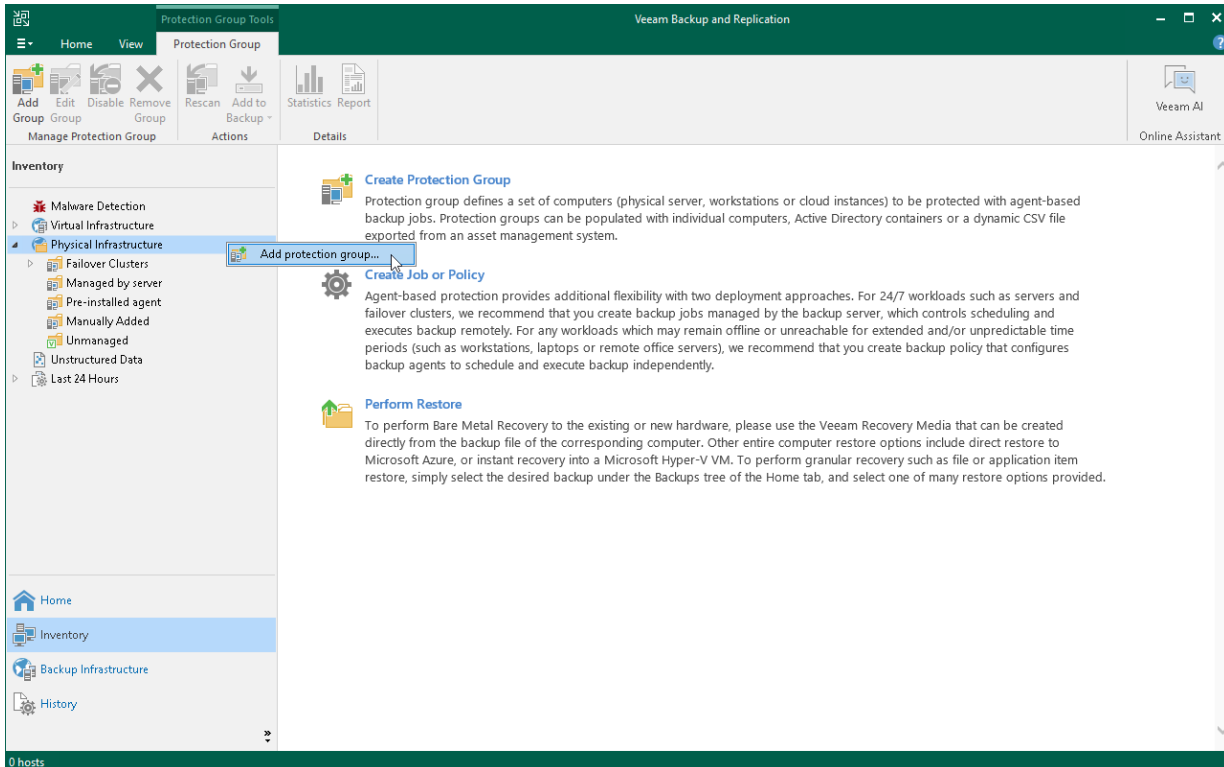 Protection Group Tools
Veeam Backup and Replication
Home View Protection Group
Add Group
Edit Group
Disable
Remove Group
Rescan
Add to Backup
Statistics
Report
Veeam AI
Manage Protection Group
Actions
Details
Online Assistant
Inventory
Malware Detection
Virtual Infrastructure
Physical Infrastructure
Failover Clusters
Managed by server
Pre-installed agent
Manually Added
Unmanaged
Unstructured Data
Last 24 Hours
Add protection group...
Create Protection Group
Protection group defines a set of computers (physical server, workstations or cloud instances) to be protected with agent-based
backup jobs. Protection groups can be populated with individual computers, Active Directory containers or a dynamic CSV file
exported from an asset management system.
Create Job or Policy
Agent-based protection provides additional flexibility with two deployment approaches. For 24/7 workloads such as servers and
failover clusters, we recommend that you create backup jobs managed by the backup server, which controls scheduling and
executes backup remotely. For any workloads which may remain offline or unreachable for extended and/or unpredictable time
periods (such as workstations, laptops or remote office servers), we recommend that you create backup policy that configures
backup agents to schedule and execute backup independently.
Perform Restore
To perform Bare Metal Recovery to the existing or new hardware, please use the Veeam Recovery Media that can be created
directly from the backup file of the corresponding computer. Other entire computer restore options include direct restore to
Microsoft Azure, or instant recovery into a Microsoft Hyper-V VM. To perform granular recovery such as file or application item
restore, simply select the desired backup under the Backups tree of the Home tab, and select one of many restore options provided.
Home
Inventory
Backup Infrastructure
History
0 hosts